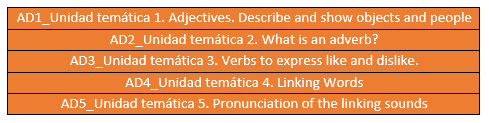 AD1_Unidad temática 1. Adjectives. Describe and show objects and people
AD2_Unidad temática 2. What is an adverb?
AD3_Unidad temática 3. Verbs to express like and dislike.
AD4_Unidad temática 4. Linking Words
AD5_Unidad temática 5. Pronunciation of the linking sounds